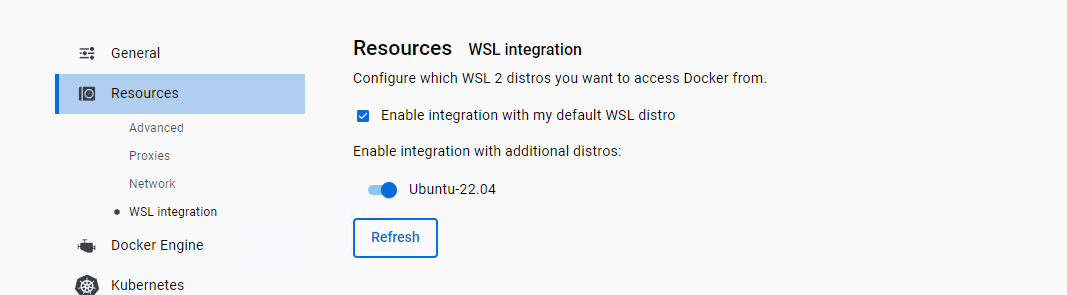 General
Resources
Advanced
Proxies
Network
WSL integration
Docker Engine
Kubernetes
Resources WSL integration
Configure which WSL 2 distros you want to access Docker from.
Enable integration with my default WSL distro
Enable integration with additional distros:
Ubuntu-22.04
Refresh